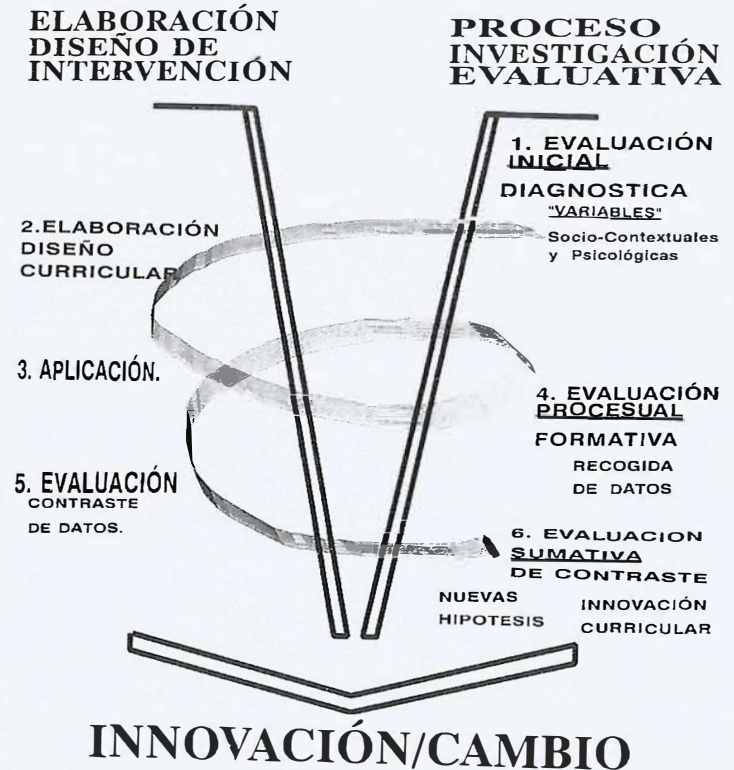 ELABORACIÓN
DISEÑO DE
INTERVENCIÓN
PROCESO
INVESTIGACIÓN
EVALUATIVA
1. EVALUACIÓN
INICIAL
DIAGNOSTICA
"VARIABLES"
Socio-Contextuales
y Psicológicas
2.ELABORACIÓN
DISEÑO
CURRICULAR
3. APLICACIÓN.
4. EVALUACIÓN
PROCESUAL
FORMATIVA
RECOGIDA
DE DATOS
5. EVALUACIÓN
CONTRASTE
DE DATOS.
6. EVALUACION
SUMATIVA
DE CONTRASTE
NUEVAS
HIPOTESIS
INNOVACIÓN
CURRICULAR
INNOVACIÓN/CAMBIO